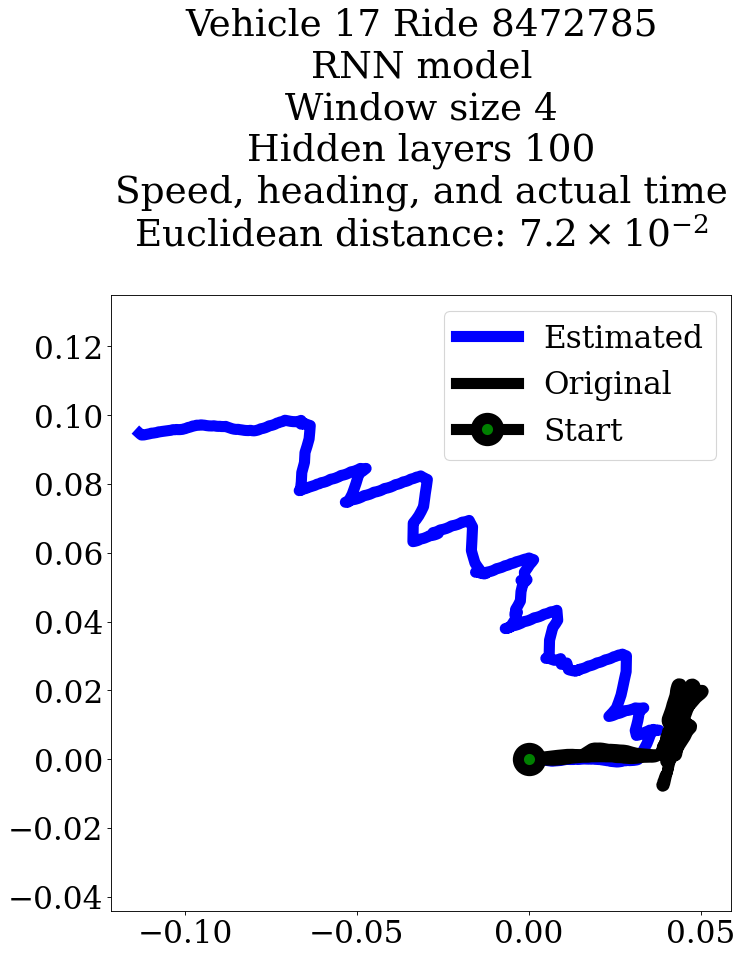 Vehicle 17 Ride 8472785
RNN model
Window size 4
Hidden layers 100
Speed, heading, and actual time
Euclidean distance: 7.2 × 10⁻²
Estimated
Original
Start
0.12
0.10
0.08
0.06
0.04
0.02
0.00
−0.02
−0.04
−0.10
−0.05
0.00
0.05